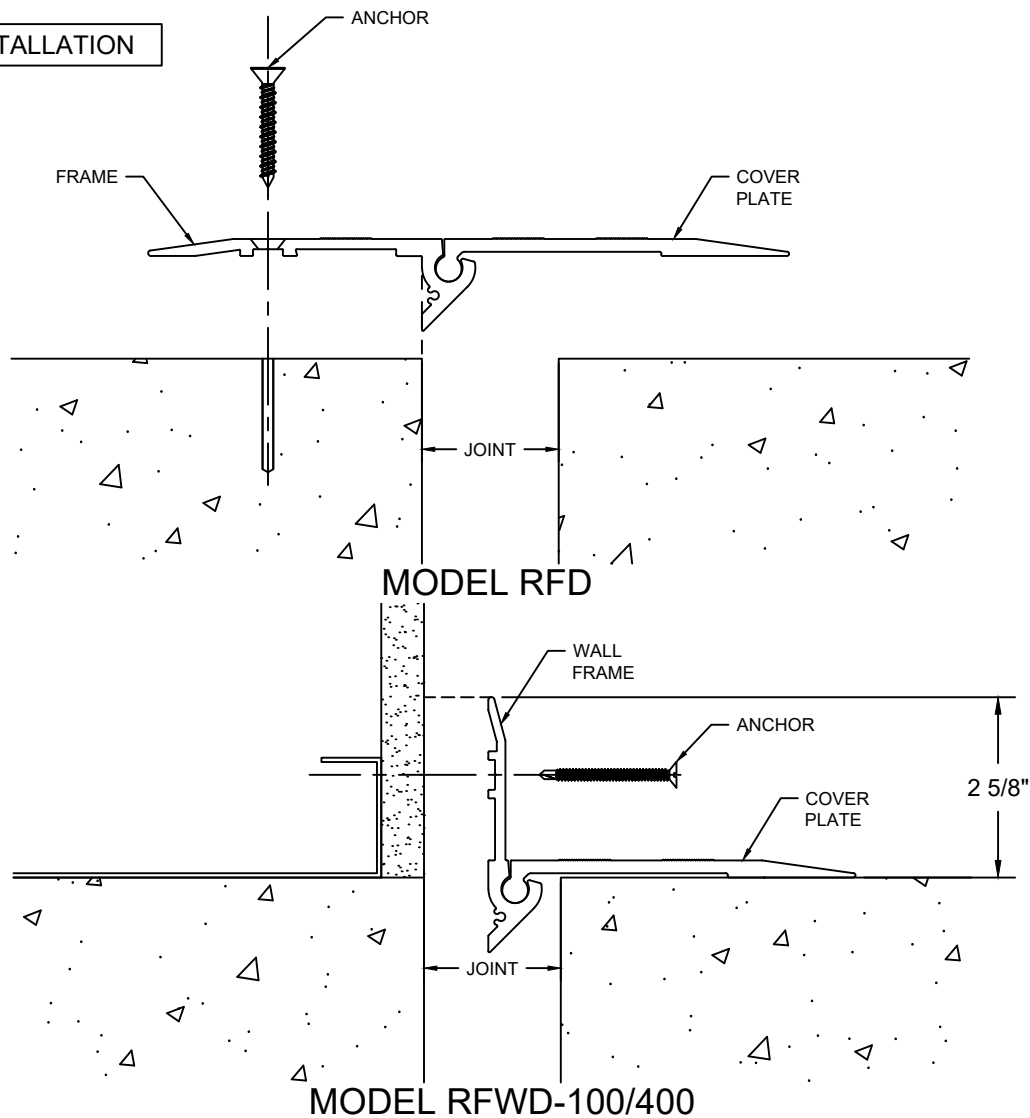 TALLATION
ANCHOR
FRAME
COVER
PLATE
JOINT
MODEL RFD
WALL
FRAME
ANCHOR
2 5/8"
COVER
PLATE
JOINT
MODEL RFWD-100/400